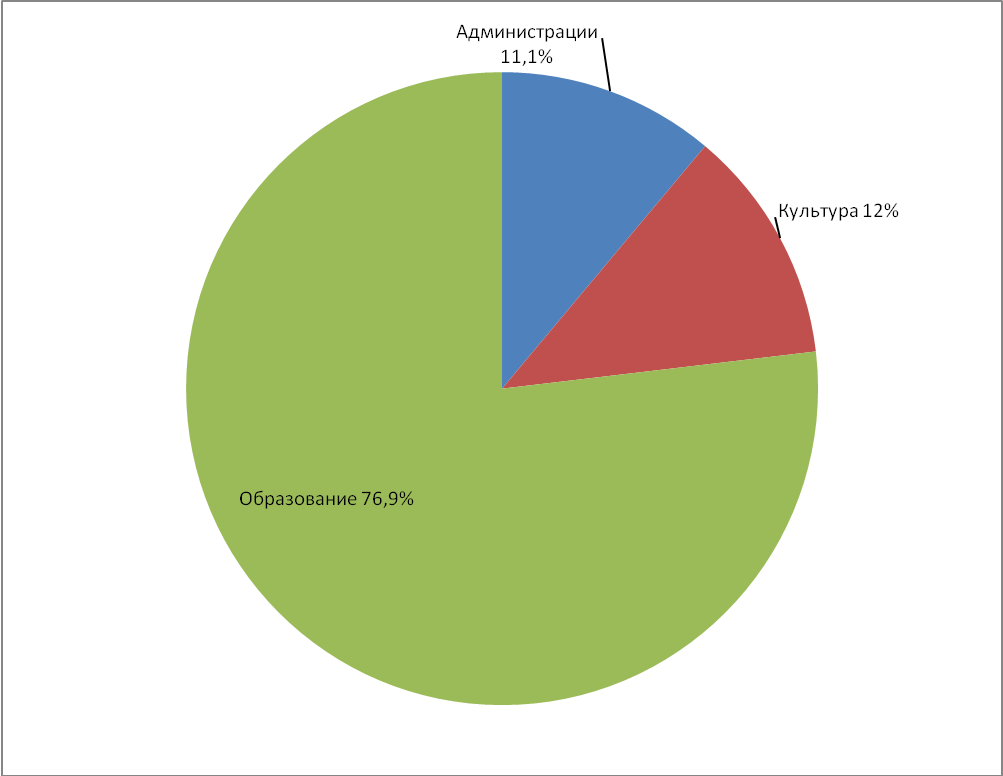 Администрации
11,1%
Культура 12%
Образование 76,9%